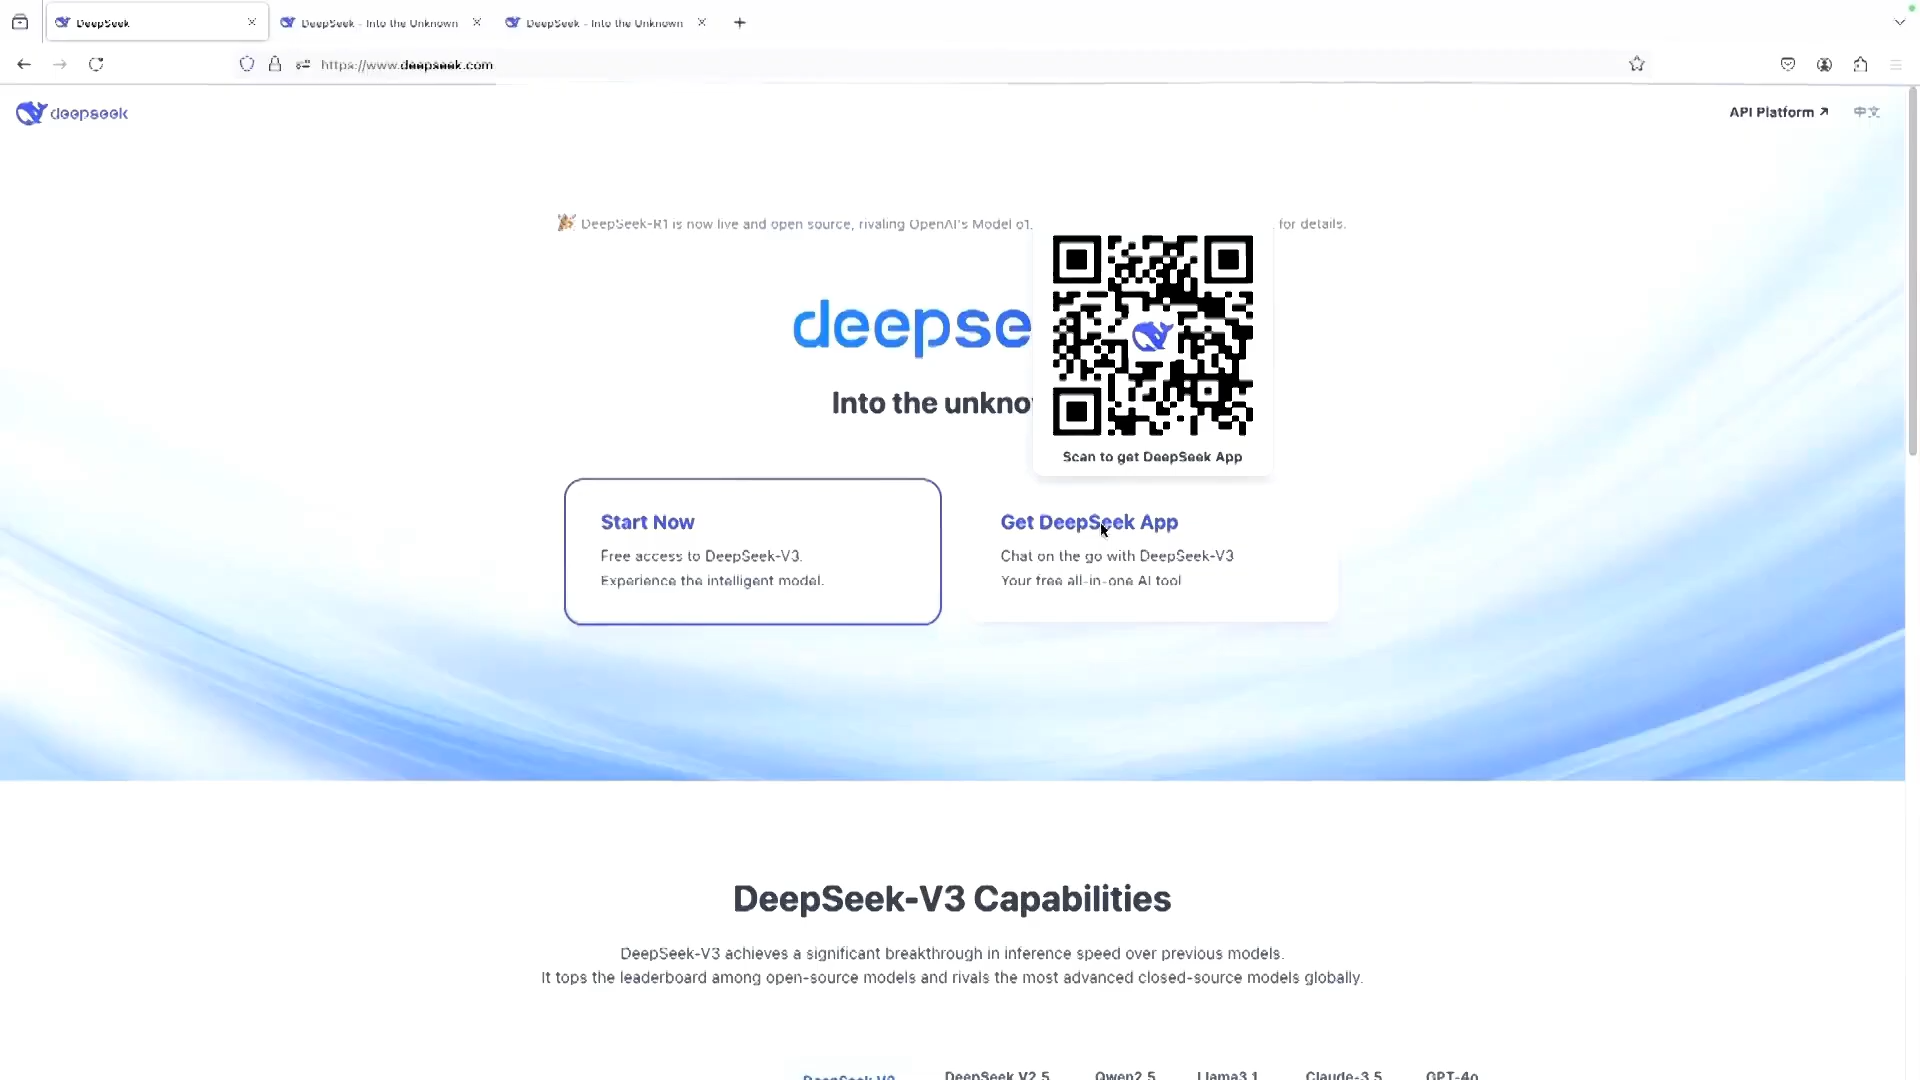 DeepSeek
DeepSeek - Into the Unknown
DeepSeek - Into the Unknown
https://www.deepseek.com
deepseek
API Platform
中文
DeepSeek-R1 is now live and open source, rivaling OpenAI's Model o1.
for details.
deepse
Into the unkno
Scan to get DeepSeek App
Start Now
Free access to DeepSeek-V3.
Experience the intelligent model.
Get DeepSeek App
Chat on the go with DeepSeek-V3
Your free all-in-one AI tool
DeepSeek-V3 Capabilities
DeepSeek-V3 achieves a significant breakthrough in inference speed over previous models.
It tops the leaderboard among open-source models and rivals the most advanced closed-source models globally.
DeepSeek V3 DeepSeek V2.5 Qwen2.5 Llama3.1 Claude-3.5 GPT-4o